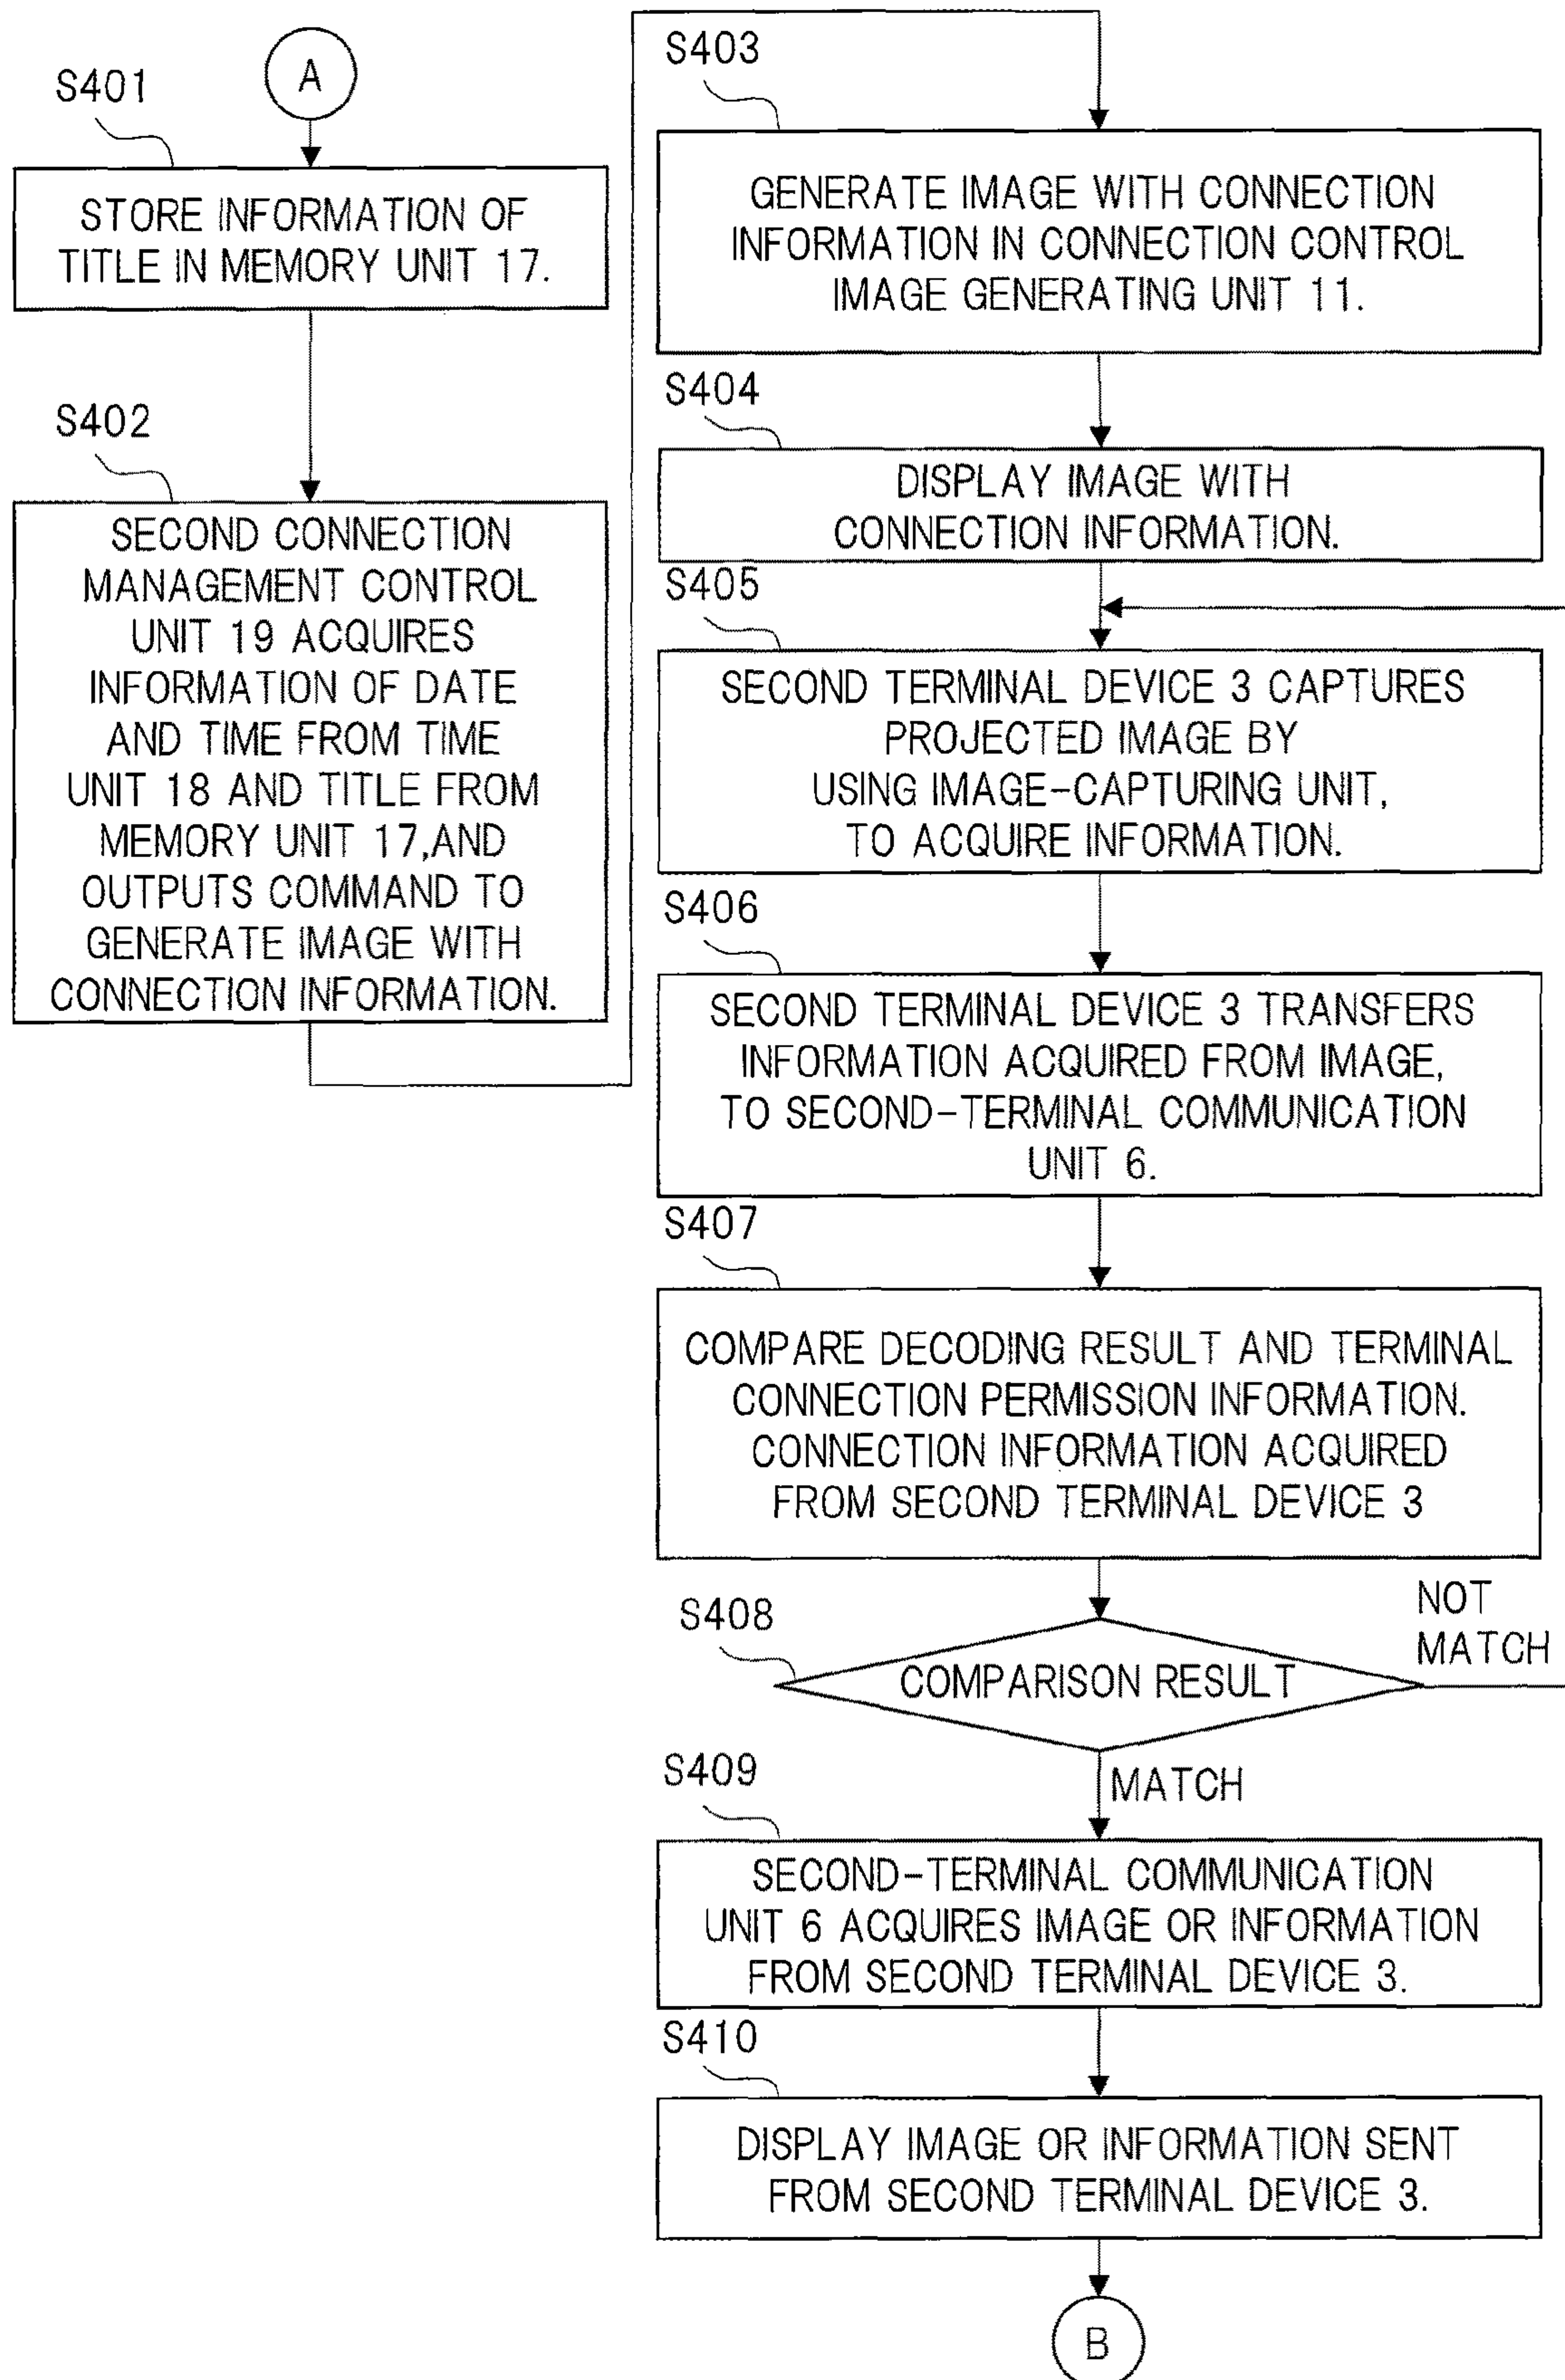 A
S401
STORE INFORMATION OF
TITLE IN MEMORY UNIT 17.
S402
SECOND CONNECTION
MANAGEMENT CONTROL
UNIT 19 ACQUIRES
INFORMATION OF DATE
AND TIME FROM TIME
UNIT 18 AND TITLE FROM
MEMORY UNIT 17,AND
OUTPUTS COMMAND TO
GENERATE IMAGE WITH
CONNECTION INFORMATION.
S403
GENERATE IMAGE WITH CONNECTION
INFORMATION IN CONNECTION CONTROL
IMAGE GENERATING UNIT 11.
S404
DISPLAY IMAGE WITH
CONNECTION INFORMATION.
S405
SECOND TERMINAL DEVICE 3 CAPTURES
PROJECTED IMAGE BY
USING IMAGE-CAPTURING UNIT,
TO ACQUIRE INFORMATION.
S406
SECOND TERMINAL DEVICE 3 TRANSFERS
INFORMATION ACQUIRED FROM IMAGE,
TO SECOND-TERMINAL COMMUNICATION
UNIT 6.
S407
COMPARE DECODING RESULT AND TERMINAL
CONNECTION PERMISSION INFORMATION.
CONNECTION INFORMATION ACQUIRED
FROM SECOND TERMINAL DEVICE 3
S408
COMPARISON RESULT
NOT
MATCH
MATCH
S409
SECOND-TERMINAL COMMUNICATION
UNIT 6 ACQUIRES IMAGE OR INFORMATION
FROM SECOND TERMINAL DEVICE 3.
S410
DISPLAY IMAGE OR INFORMATION SENT
FROM SECOND TERMINAL DEVICE 3.
B